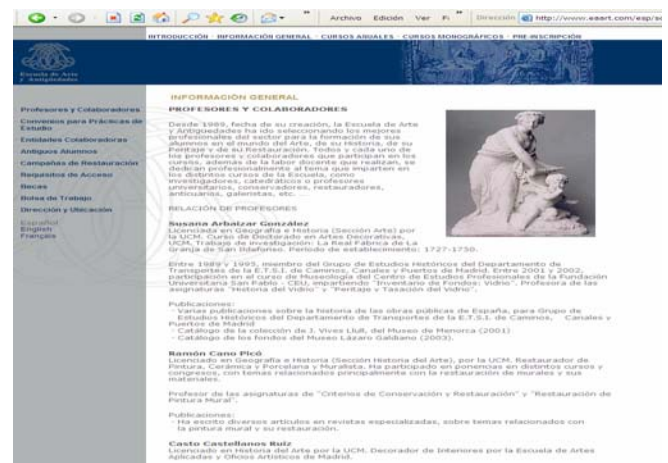 Archivo Edición Ver
Dirección http://www.eaart.com/esp/
INTRODUCCIÓN · INFORMACIÓN GENERAL · CURSOS ANUALES · CURSOS MONOGRÁFICOS · PRE-INSCRIPCIÓN
Escuela de Arte
y Antigüedades
Profesores y Colaboradores
Convenios para Prácticas de
Estudio
Entidades Colaboradoras
Antiguos Alumnos
Campañas de Restauración
Requisitos de Acceso
Becas
Bolsa de Trabajo
Dirección y Ubicación
Español
English
Français
INFORMACIÓN GENERAL
PROFESORES Y COLABORADORES
Desde 1989, fecha de su creación, la Escuela de Arte
y Antigüedades ha ido seleccionando los mejores
profesionales del sector para la formación de sus
alumnos en el mundo del Arte, de su Historia, de su
Peritaje y de su Restauración. Todos y cada uno de
los profesores y colaboradores que participan en los
cursos, además de la labor docente que realizan, se
dedican profesionalmente al tema que imparten en
los distintos cursos de la Escuela, como
investigadores, catedráticos o profesores
universitarios, conservadores, restauradores,
anticuarios, galeristas, etc.
RELACIÓN DE PROFESORES
Susana Arbaizar González
Licenciada en Geografía e Historia (Sección Arte) por
la UCM. Curso de Doctorado en Artes Decorativas,
UCM. Trabajo de investigación: La Real Fábrica de La
Granja de San Ildefonso. Periodo de establecimiento: 1727-1750.
Entre 1989 y 1995, miembro del Grupo de Estudios Históricos del Departamento de
Transportes de la E.T.S.I. de Caminos, Canales y Puertos de Madrid. Entre 2001 y 2002,
participación en el curso de Museología del Centro de Estudios Profesionales de la Fundación
Universitaria San Pablo - CEU, impartiendo "Inventario de Fondos: Vidrio". Profesora de las
asignaturas "Historia del Vidrio" y "Peritaje y Tasación del Vidrio".
Publicaciones:
- Varias publicaciones sobre la historia de las obras públicas de España, para Grupo de
Estudios Históricos del Departamento de Transportes de la E.T.S.I. de Caminos, Canales y
Puertos de Madrid
- Catálogo de la colección de J. Vives Llull, del Museo de Menorca (2001)
- Catálogo de los fondos del Museo Lázaro Galdiano (2003).
Ramón Cano Picó
Licenciado en Geografía e Historia (Sección Historia del Arte), por la UCM. Restaurador de
Pintura, Cerámica y Porcelana y Muralista. Ha participado en ponencias en distintos cursos y
congresos, con temas relacionados principalmente con la restauración de murales y sus
materiales.
Profesor de las asignaturas de "Criterios de Conservación y Restauración" y "Restauración de
Pintura Mural".
Publicaciones:
- Ha escrito diversos artículos en revistas especializadas, sobre temas relacionados con
la pintura mural y su restauración.
Casto Castellanos Ruiz
Licenciado en Historia del Arte por la UCM. Decorador de Interiores por la Escuela de Artes
Aplicadas y Oficios Artísticos de Madrid.